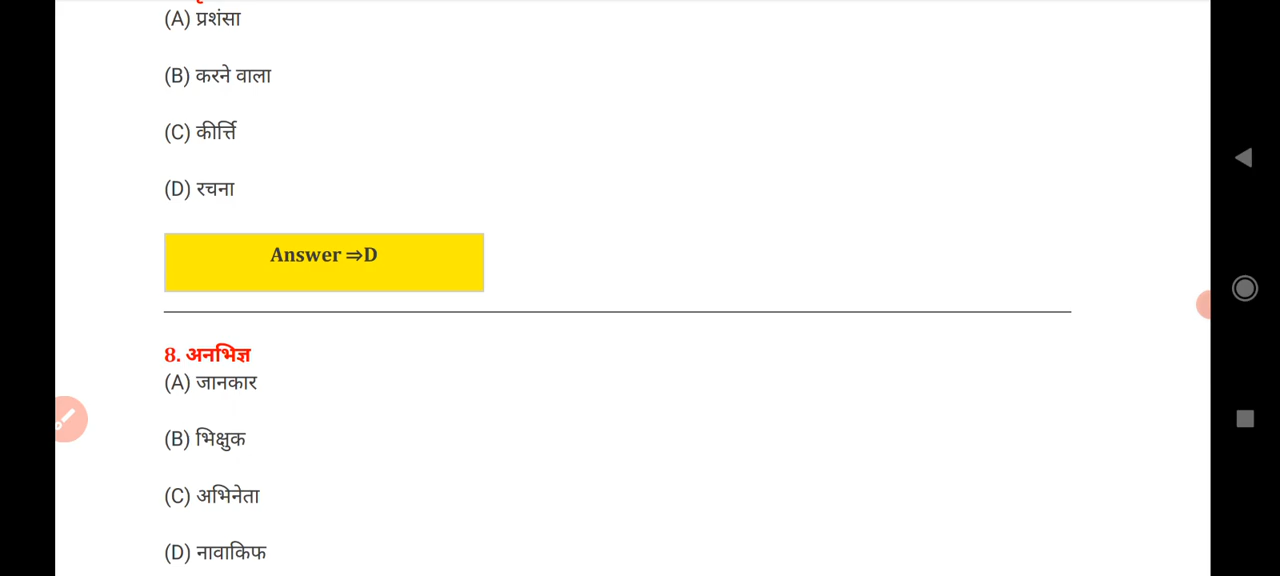 (A) प्रशंसा
(B) करने वाला
(C) कीर्त्ति
(D) रचना
Answer ⇒D
8. अनभिज्ञ
(A) जानकार
(B) भिक्षुक
(C) अभिनेता
(D) नावाकिफ